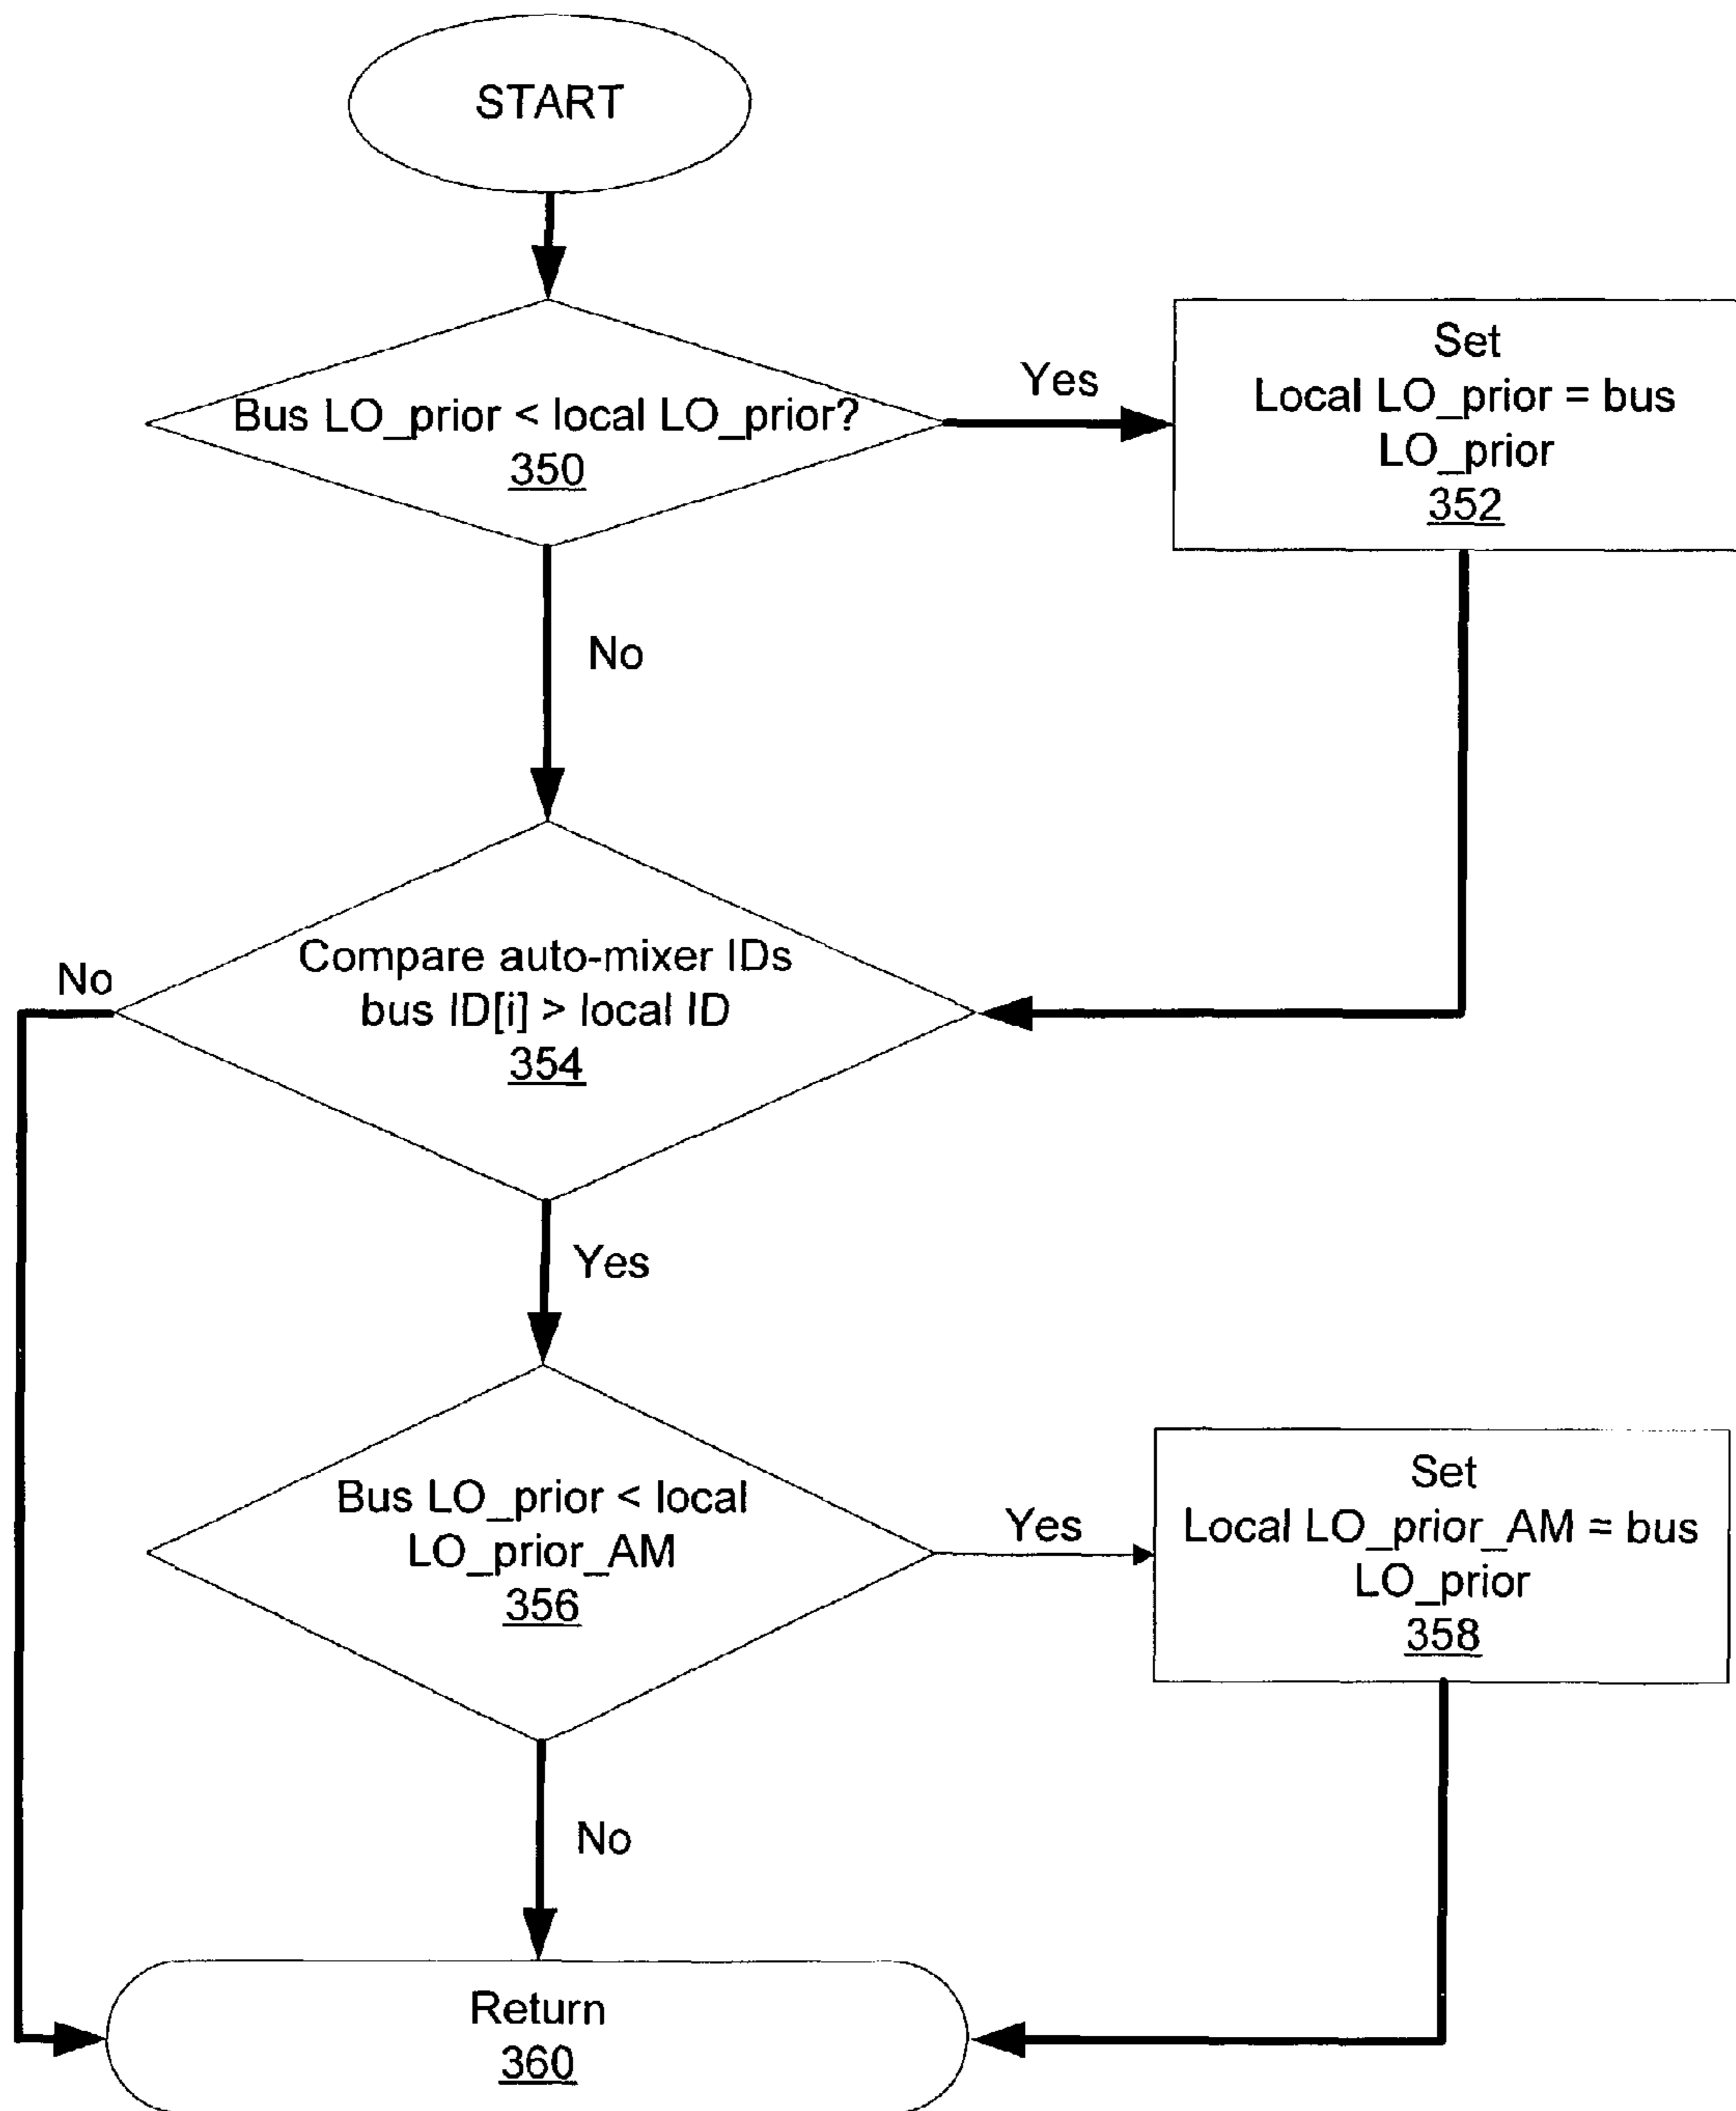 START
Bus LO_prior < local LO_prior?
350
Yes
Set
Local LO_prior = bus
LO_prior
352
No
Compare auto-mixer IDs
bus ID[i] > local ID
354
No
Yes
Bus LO_prior < local
LO_prior_AM
356
Yes
Set
Local LO_prior_AM = bus
LO_prior
358
No
Return
360